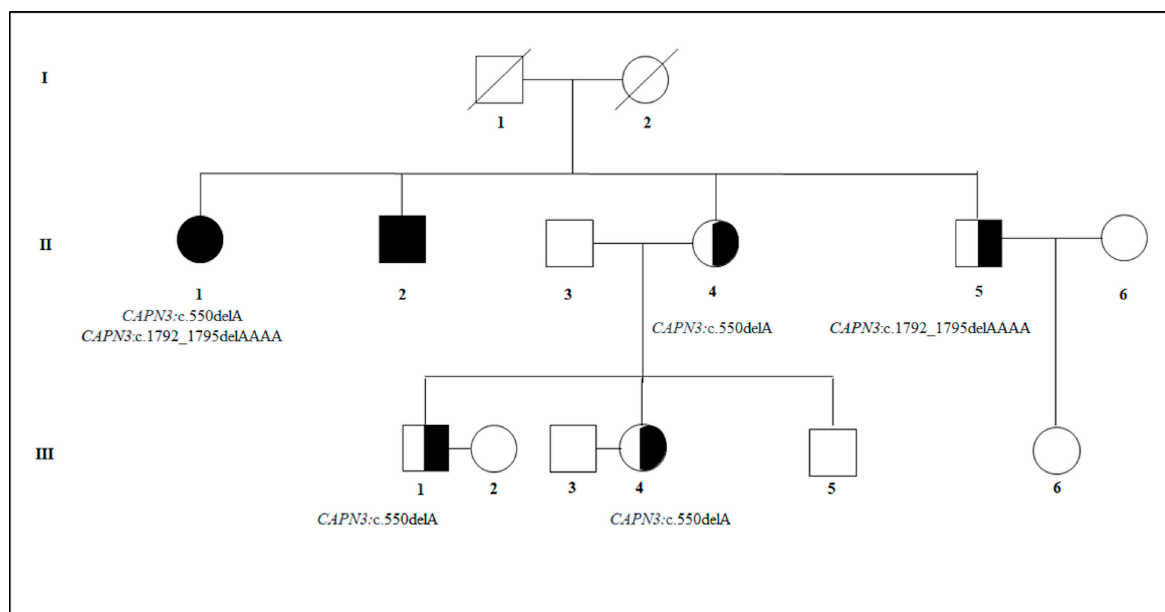 I
1 2
II
1 2 3 4 5 6
CAPN3:c.550delA CAPN3:c.550delA CAPN3:c.1792_1795delAAAA
CAPN3:c.1792_1795delAAAA
III
1 2 3 4 5 6
CAPN3:c.550delA CAPN3:c.550delA